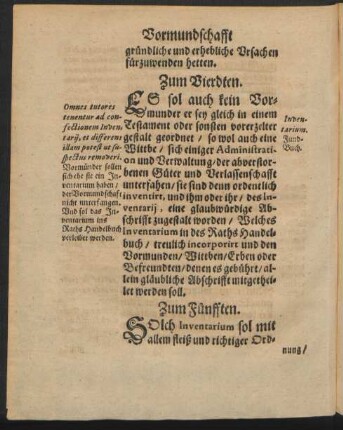 Vormundschafft
gründliche und erhebliche Vrsachen
fürzuwenden hetten.
Zum Vierdten.
ES sol auch kein Vor-
munder er sey gleich in einem
Testament oder sonsten vorerzelter
gestalt geordnet / so wol auch eine
Wittbe / sich einiger Administrati-
on und Verwaltung / der abverstor-
benen Güter und Verlassenschafft
unterfahen / sie sind denn ordentlich
inventirt, und ihm oder ihr / des In-
ventarij, eine glaubwürdige Ab-
schrifft zugestalt worden / Welches
inventarium in des Raths Handel-
buch / treulich incorporirt und den
Vormunden / Wittben / Erben oder
Befreundten / denen es gebührt / al-
lein gläubliche Abschrifft mitgethei-
let werden soll.
Zum Fünfften.
SOlch Inventarium sol mit
allem fleiß und richtiger Ord-
nung /
Omnes tutores
tenentur ad con-
fectionem Inven-
tarij, et differens
illam potest ut su-
spectus removeri.
Vormünder sollen
sich ehe sie ein In-
ventarium haben /
der Vormundschafft
nicht unterfangen.
Und sol das In-
ventarium ins
Raths Handelbuch
verleibet werden.
Inven-
tarium.
Fund-
Buch.